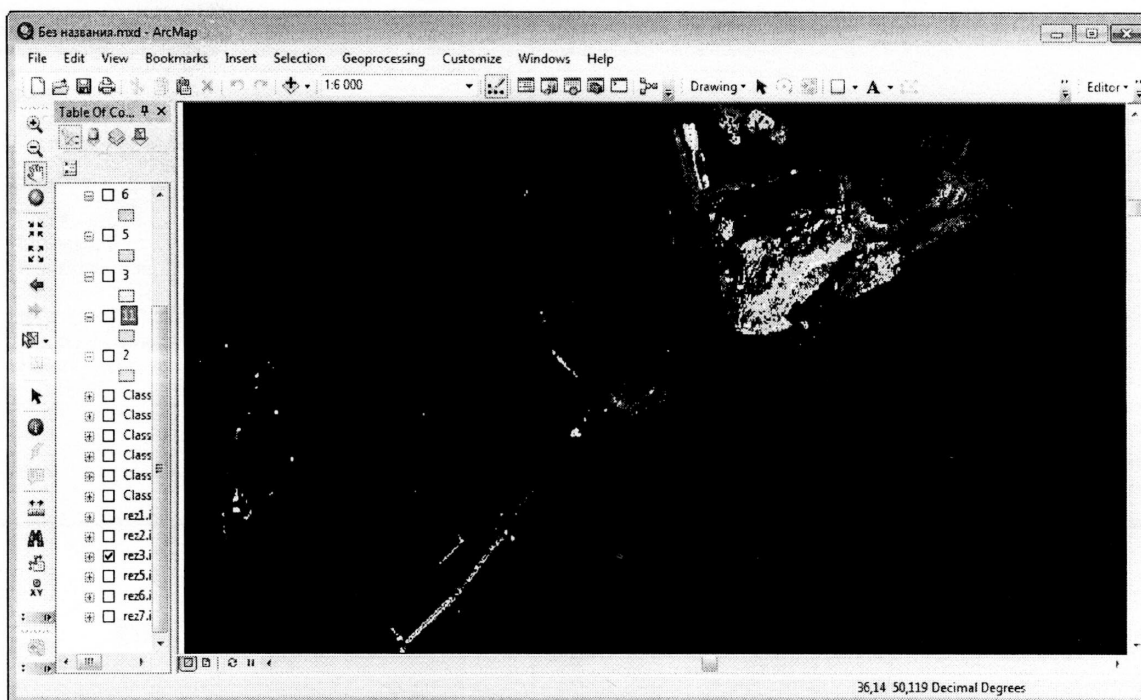 Без названия.mxd - ArcMap
File Edit View Bookmarks Insert Selection Geoprocessing Customize Windows Help
1:6 000 Drawing A Editor
Table Of Co...
6
5
3
11
2
Class
Class
Class
Class
Class
Class
rez1.i
rez2.i
rez3.i
rez5.i
rez6.i
rez7.i
XY
36,14 50,119 Decimal Degrees